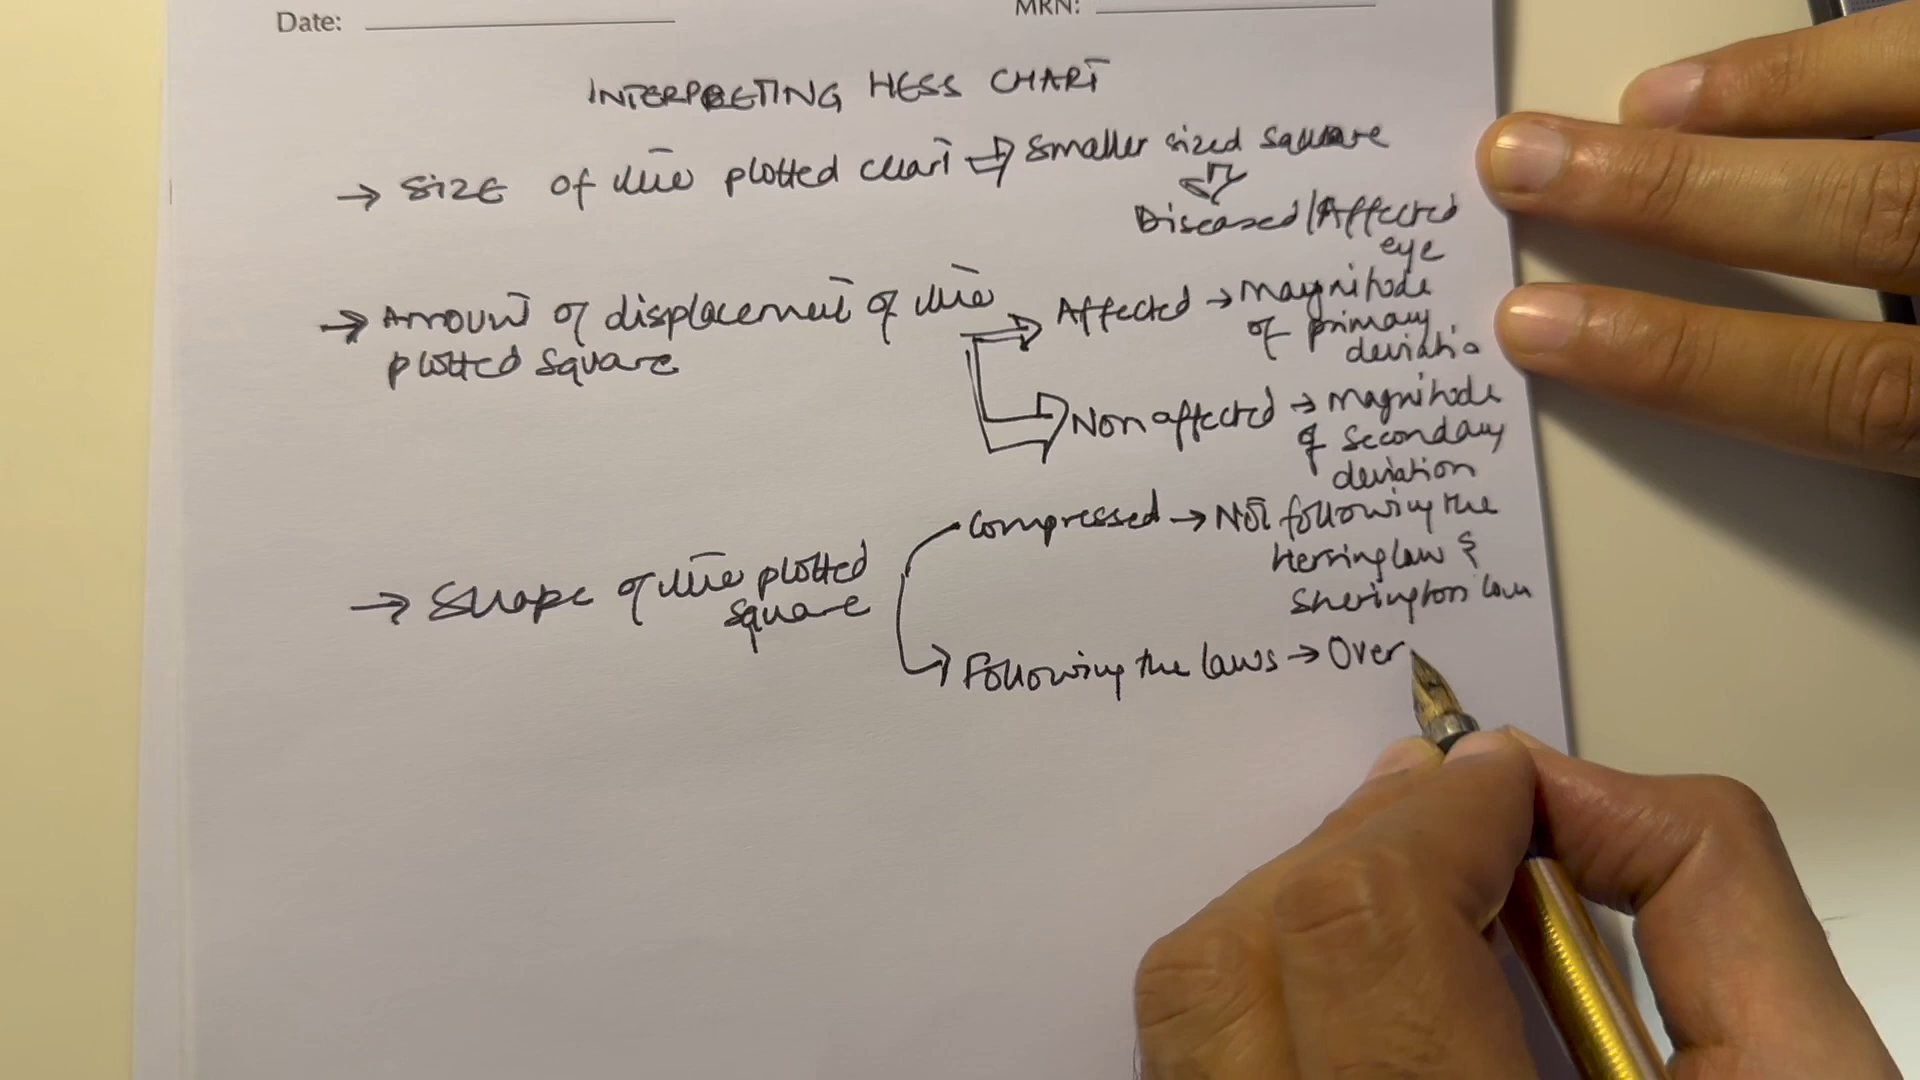 Date:
MRN:
INTERPRETING HESS CHART
→ Size of the plotted chart ⇒ Smaller sized square
Diseased/Affected
eye
→ Amount of displacement of the
plotted square
Affected → Magnitude
of primary
deviatio
Non affected → Magnitude
of secondary
deviation
→ Shape of the plotted
square
Compressed → Not following the
herring law &
Sherington law
Following the laws → Over